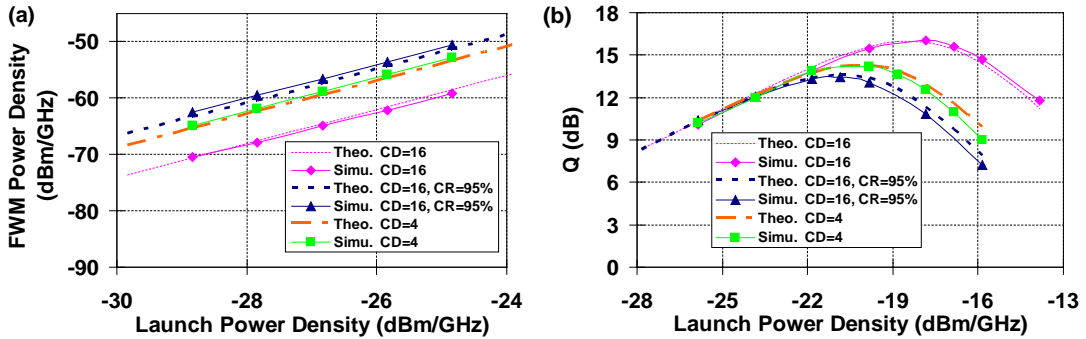 (a)
FWM Power Density
(dBm/GHz)
-50
-60
-70
-80
-90
-30
-28
-26
-24
Launch Power Density (dBm/GHz)
Theo. CD=16
Simu. CD=16
Theo. CD=16, CR=95%
Simu. CD=16, CR=95%
Theo. CD=4
Simu. CD=4
(b)
Q (dB)
18
15
12
9
6
3
0
-28
-25
-22
-19
-16
-13
Launch Power Density (dBm/GHz)
Theo. CD=16
Simu. CD=16
Theo. CD=16, CR=95%
Simu. CD=16, CR=95%
Theo. CD=4
Simu. CD=4